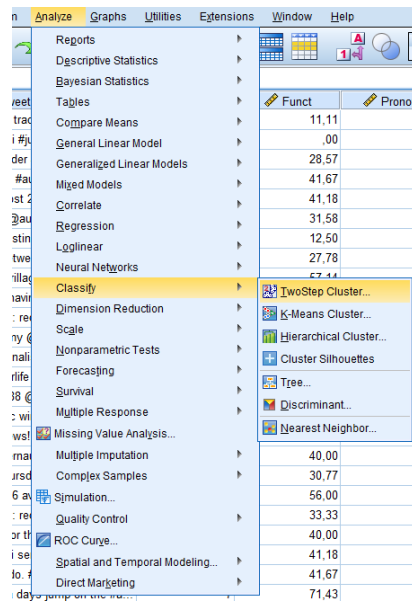 Analyze Graphs Utilities Extensions Window Help
Reports
Descriptive Statistics
Bayesian Statistics
Tables
Compare Means
General Linear Model
Generalized Linear Models
Mixed Models
Correlate
Regression
Loglinear
Neural Networks
Classify
Dimension Reduction
Scale
Nonparametric Tests
Forecasting
Survival
Multiple Response
Missing Value Analysis...
Multiple Imputation
Complex Samples
Simulation...
Quality Control
ROC Curve...
Spatial and Temporal Modeling...
Direct Marketing
TwoStep Cluster...
K-Means Cluster...
Hierarchical Cluster...
Cluster Silhouettes
Tree...
Discriminant...
Nearest Neighbor...
Funct Prono
11,11
,00
28,57
41,67
41,18
31,58
12,50
27,78
57,14
40,00
30,77
56,00
33,33
40,00
41,18
41,67
71,43